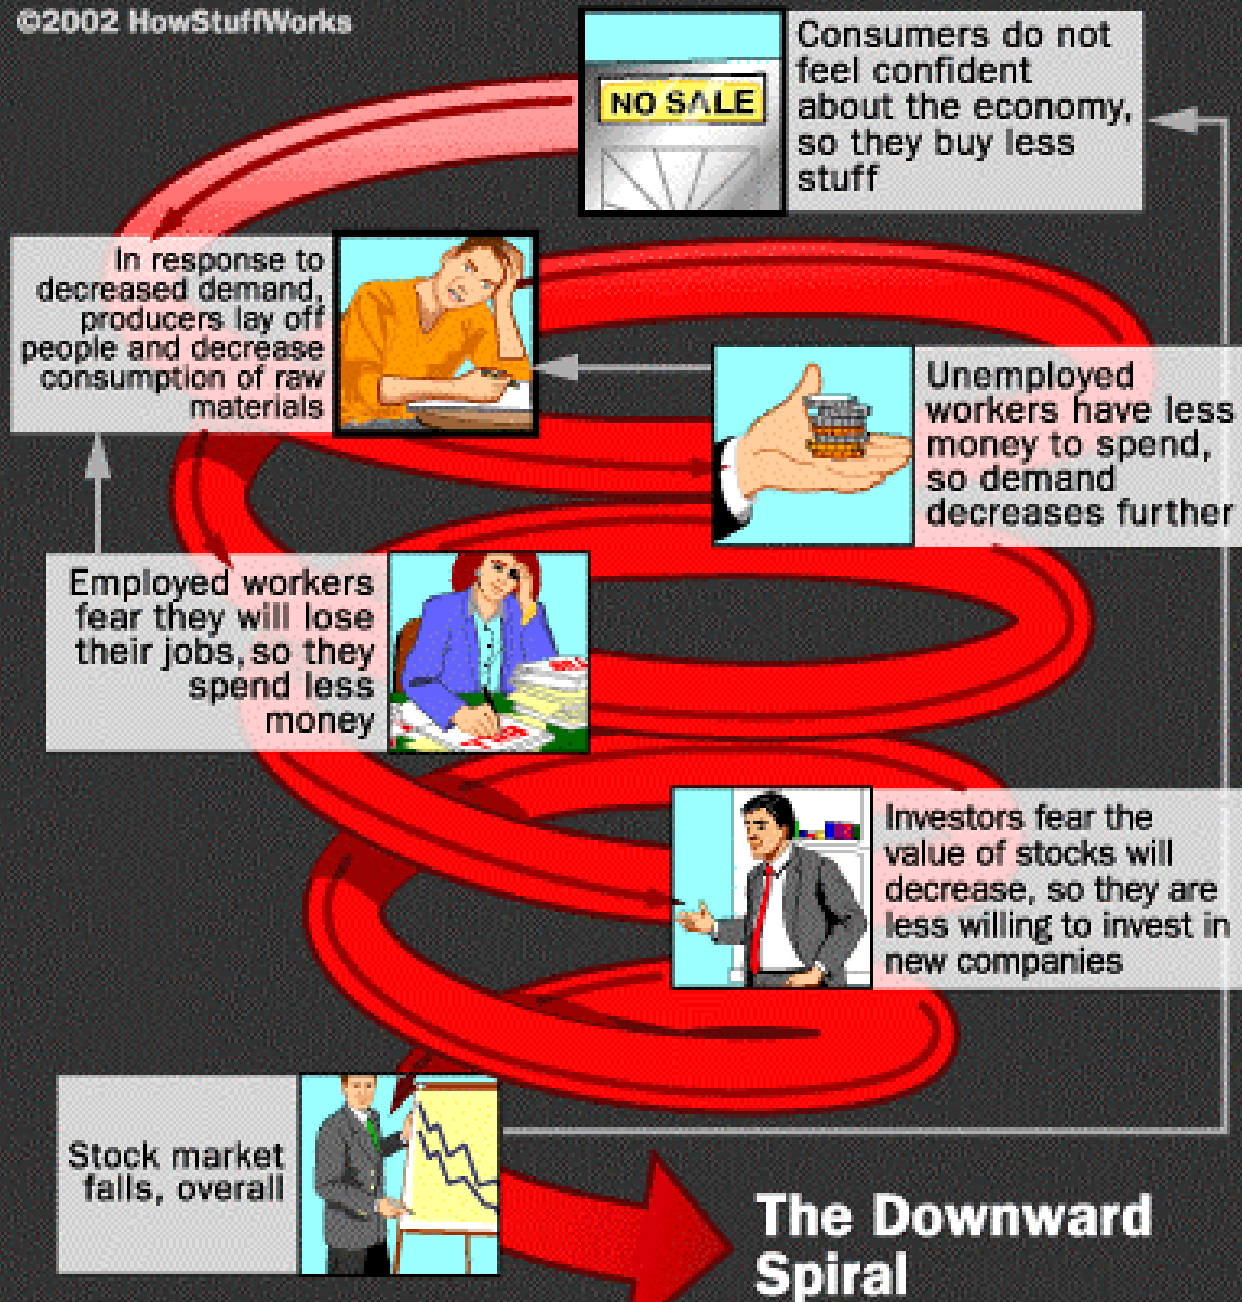 ©2002 HowStuffWorks
NO SALE
Consumers do not
feel confident
about the economy,
so they buy less
stuff
In response to
decreased demand,
producers lay off
people and decrease
consumption of raw
materials
Unemployed
workers have less
money to spend,
so demand
decreases further
Employed workers
fear they will lose
their jobs, so they
spend less
money
Investors fear the
value of stocks will
decrease, so they are
less willing to invest in
new companies
Stock market
falls, overall
The Downward
Spiral